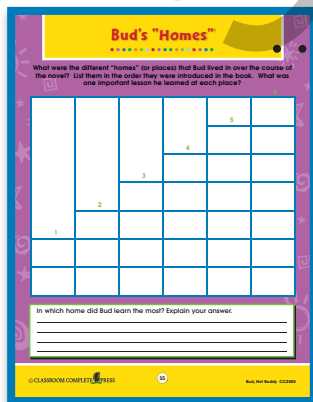 Bud's "Homes"
What were the different "homes" (or places) that Bud lived in over the course of
the novel? List them in the order they were introduced in the book. What was
one important lesson he learned at each place?
6
5
4
3
2
1
In which home did Bud learn the most? Explain your answer.
© CLASSROOM COMPLETE PRESS
55
Bud, Not Buddy CC2502